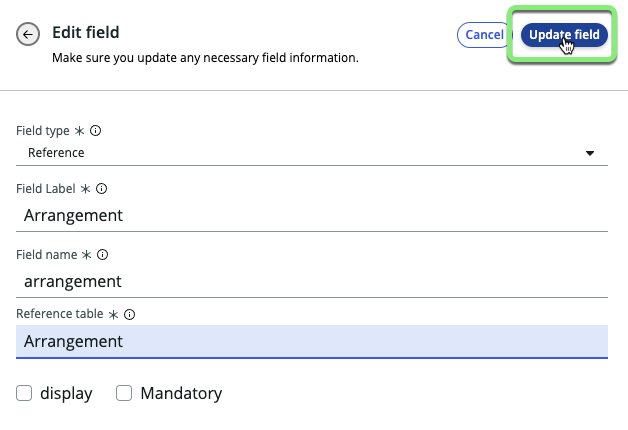 Edit field
Make sure you update any necessary field information.
Cancel
Update field
Field type *
Reference
Field Label *
Arrangement
Field name *
arrangement
Reference table *
Arrangement
display
Mandatory